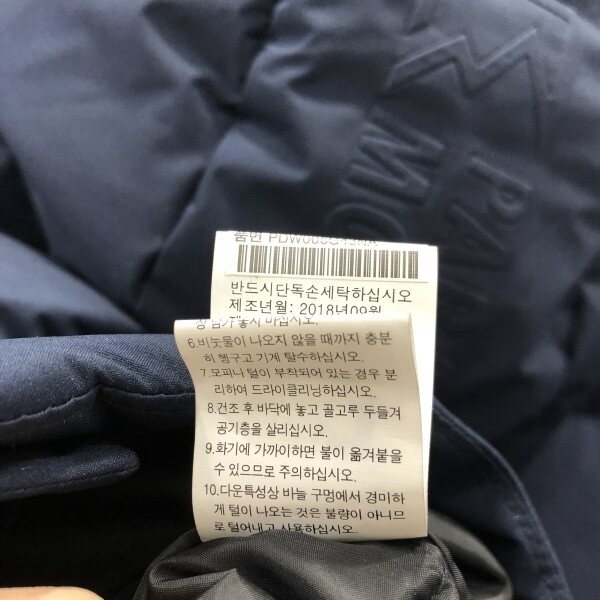 품번 PDW009G
반드시단독손세탁하십시오
제조년월: 2018년09월
6.비눗물이 나오지 않을 때까지 충분
히 헹구고 기계 탈수하십시오.
7. 모피나 털이 부착되어 있는 경우 분
리하여 드라이클리닝하십시오
8.건조 후 바닥에 놓고 골고루 두들겨
공기층을 살리십시오.
9.화기에 가까이하면 불이 옮겨붙을
수 있으므로 주의하십시오.
10.다운특성상 바늘 구멍에서 경미하
게 털이 나오는 것은 불량이 아니므
로 털어내고 사용하십시오.
PAL
MO